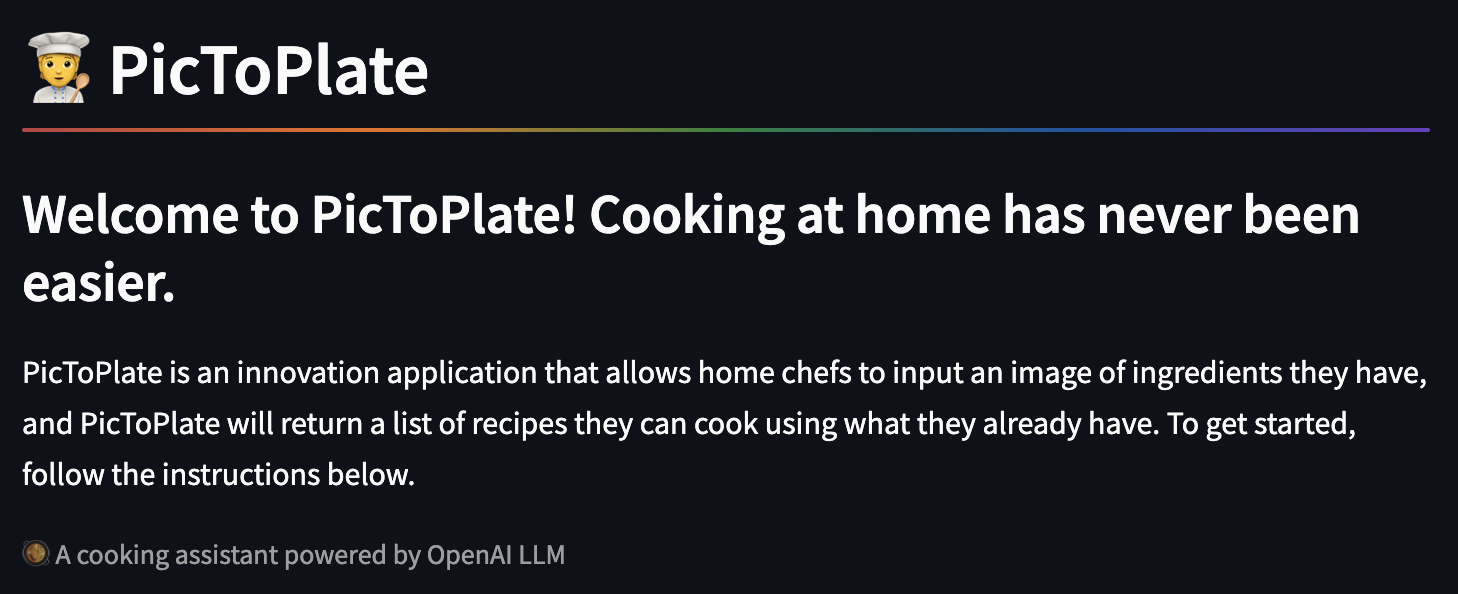 PicToPlate
Welcome to PicToPlate! Cooking at home has never been
easier.
PicToPlate is an innovation application that allows home chefs to input an image of ingredients they have,
and PicToPlate will return a list of recipes they can cook using what they already have. To get started,
follow the instructions below.
A cooking assistant powered by OpenAI LLM